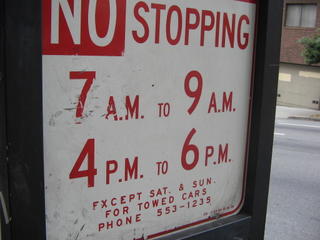 NO STOPPING
7 A.M. TO 9 A.M.
4 P.M. TO 6 P.M.
EXCEPT SAT. & SUN.
FOR TOWED CARS
PHONE 553-1235